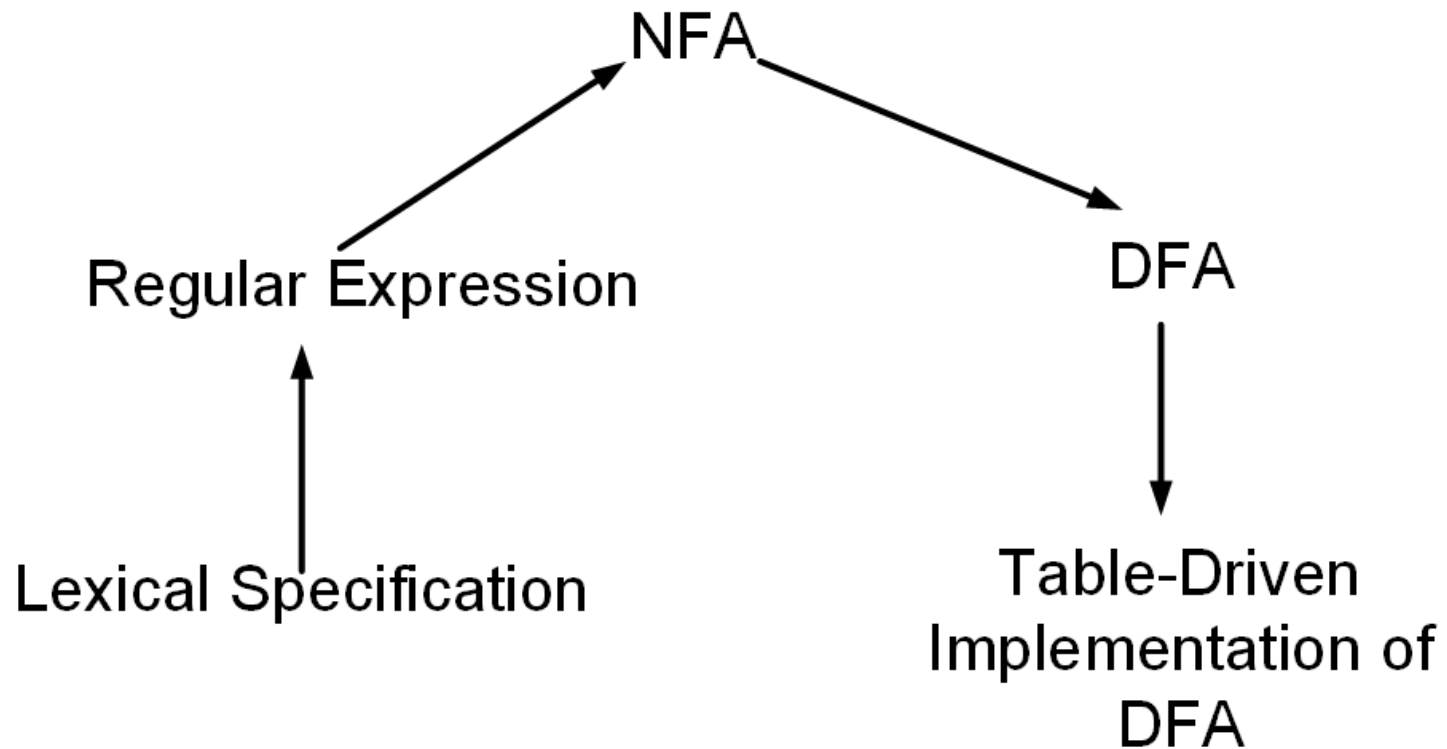 NFA
Regular Expression
DFA
Lexical Specification
Table-Driven
Implementation of
DFA